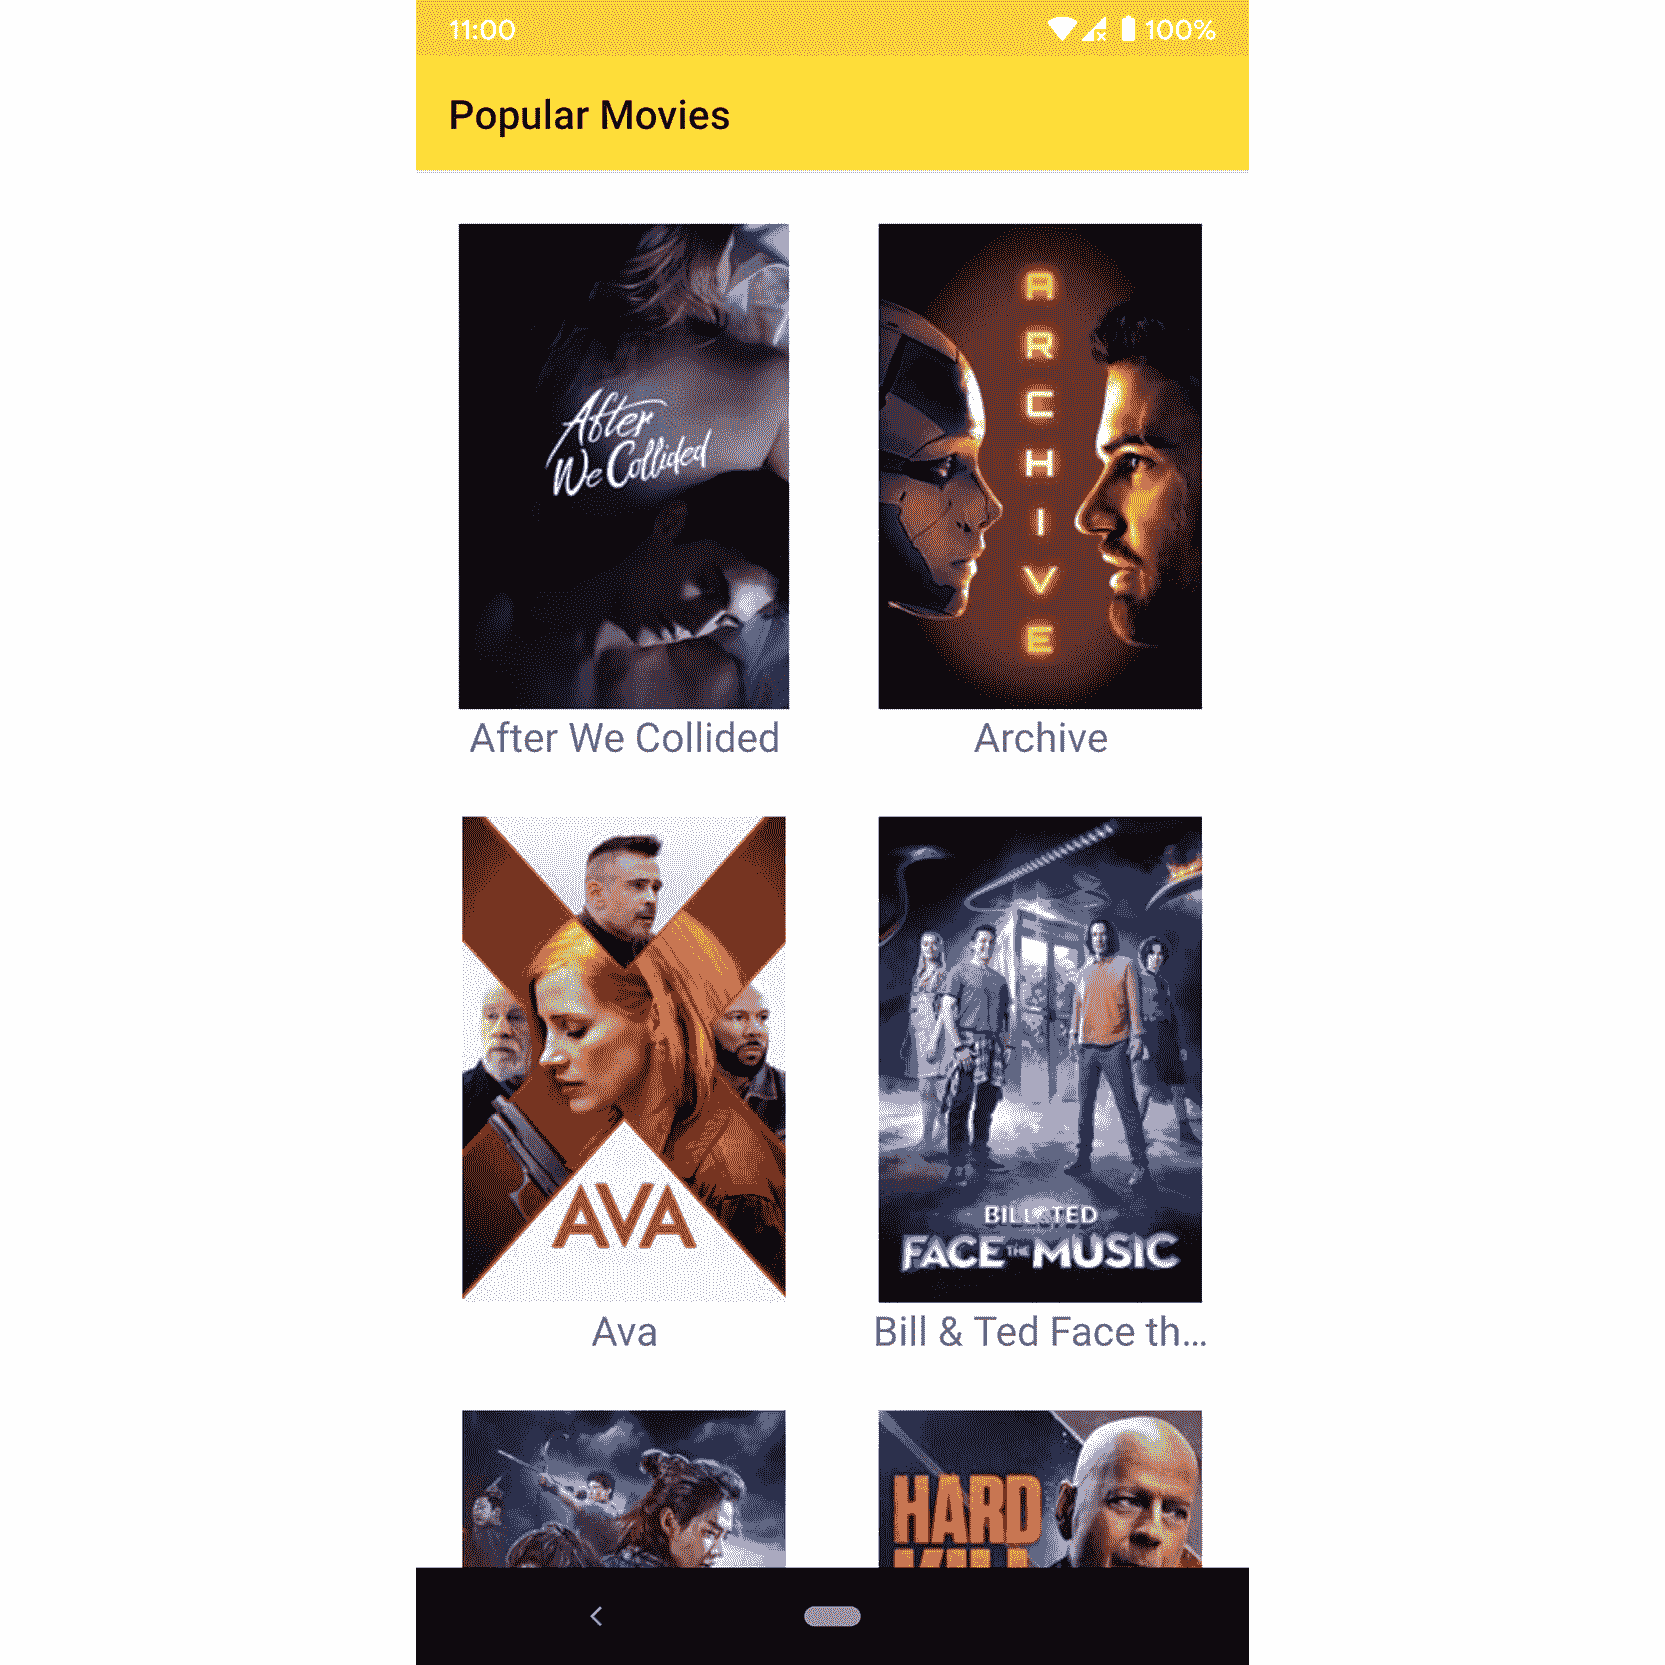 11:00 100%
Popular Movies
After
We Collided
ARCHIVE
After We Collided
Archive
AVA
BILL & TED
FACE THE MUSIC
Ava
Bill & Ted Face th...
HARD
KILL